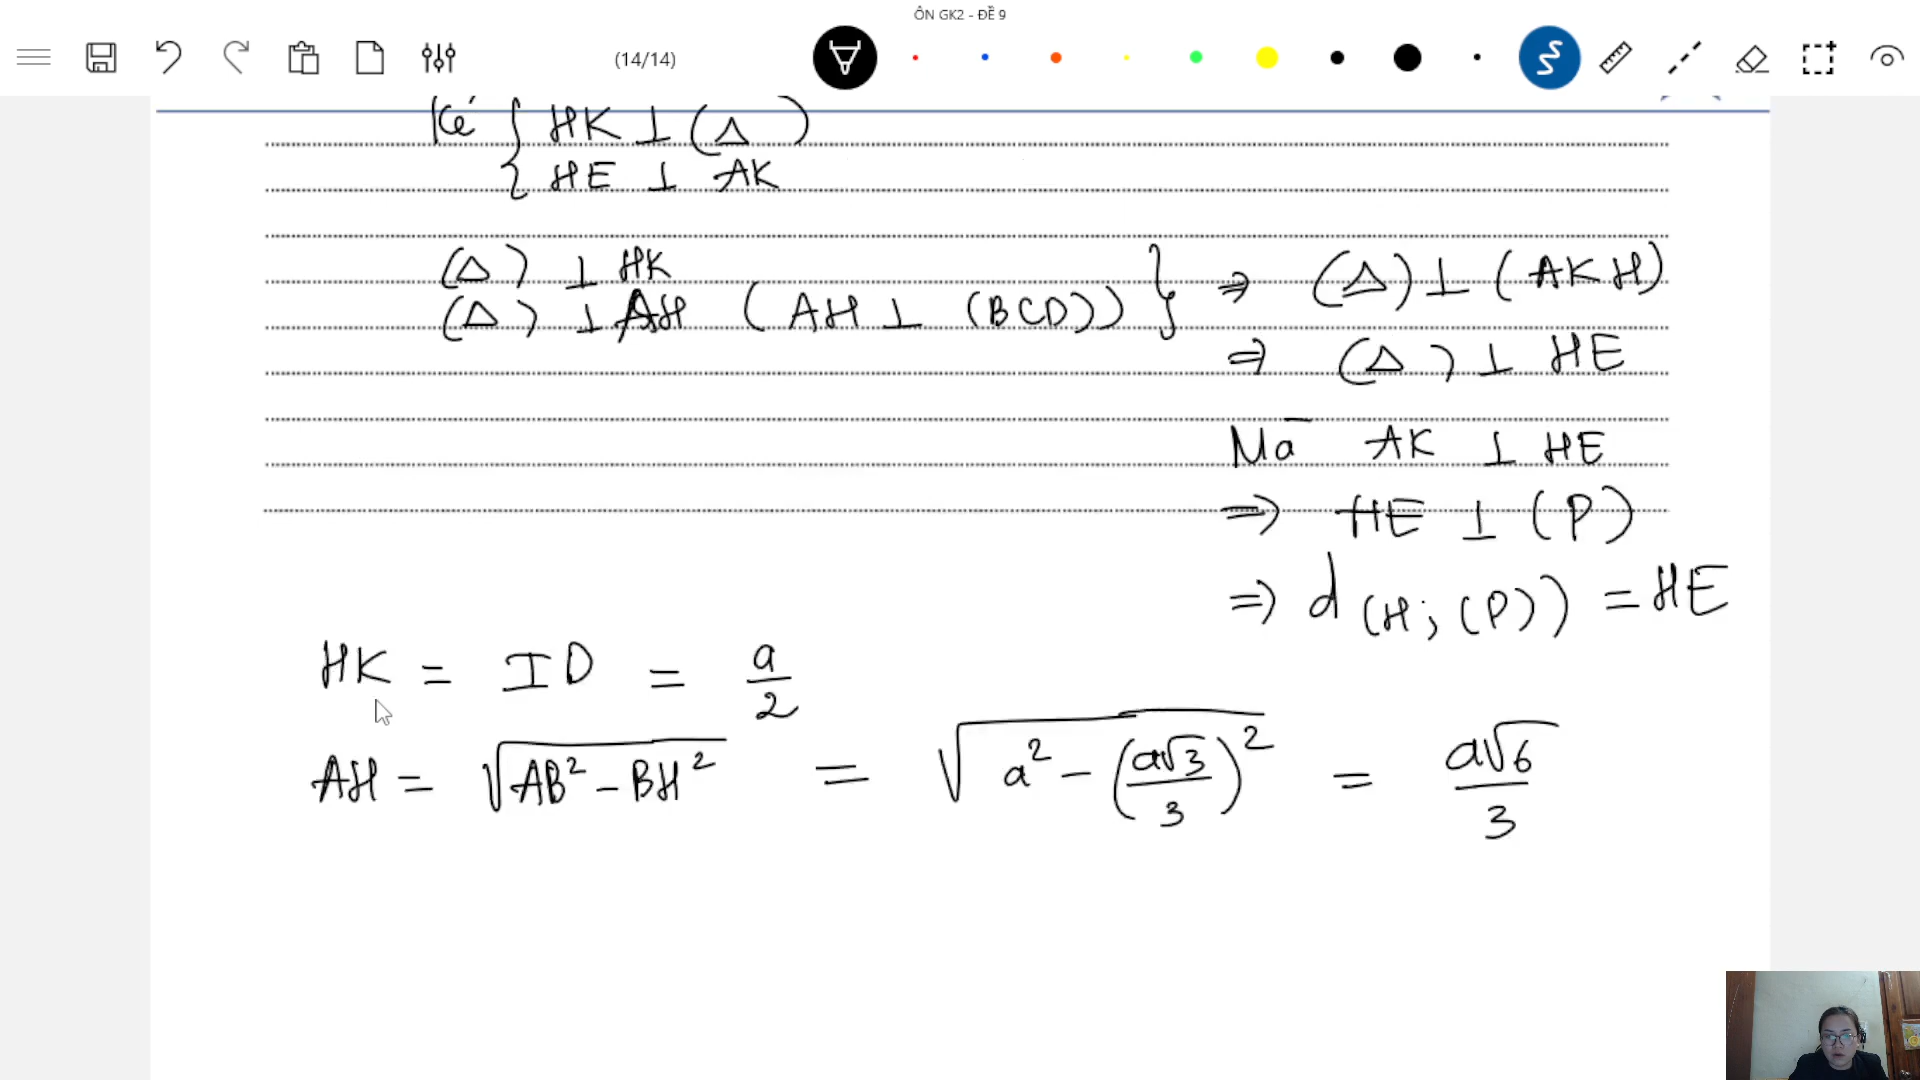 ÔN GK2 - ĐỀ 9
(14/14)
Kẻ { HK ⊥ (Δ)
HE ⊥ AK
(Δ) ⊥ HK
(Δ) ⊥ AH (AH ⊥ (BCD)) } ⇒ (Δ) ⊥ (AKH)
⇒ (Δ) ⊥ HE
Mà AK ⊥ HE
⇒ HE ⊥ (P)
⇒ d(H; (P)) = HE
HK = ID = a/2
AH = √(AB² − BH²) = √(a² − (a√3/3)²) = a√6/3